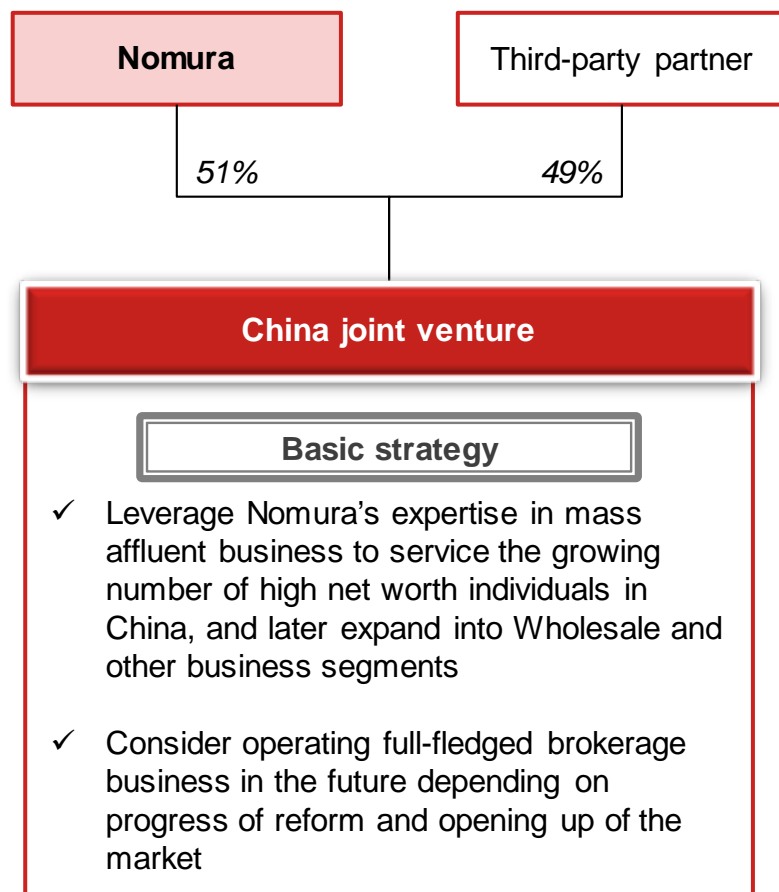 Nomura
Third-party partner
51%
49%
China joint venture
Basic strategy
✓ Leverage Nomura's expertise in mass
affluent business to service the growing
number of high net worth individuals in
China, and later expand into Wholesale and
other business segments
✓ Consider operating full-fledged brokerage
business in the future depending on
progress of reform and opening up of the
market